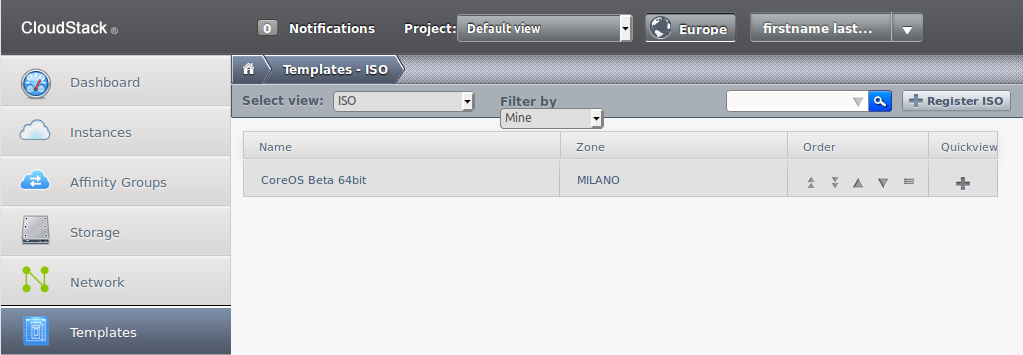 CloudStack ® 0 Notifications Project: Default view Europe firstname last...
Dashboard
Instances
Affinity Groups
Storage
Network
Templates
Templates - ISO
Select view: ISO Filter by Mine Register ISO
Name Zone Order Quickview
CoreOS Beta 64bit MILANO